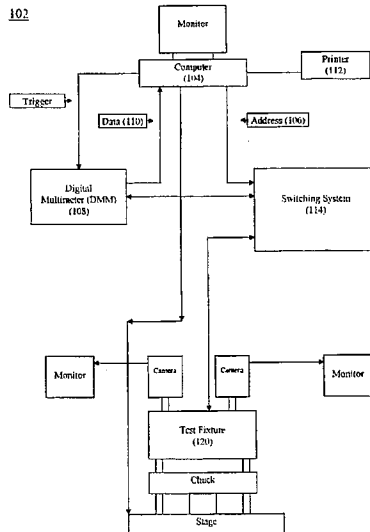 102
Monitor
Computer
(104)
Printer
(112)
Trigger
Data (110)
Address (106)
Digital
Multimeter (DMM)
(108)
Switching System
(114)
Monitor
Camera
Camera
Monitor
Test Fixture
(120)
Chuck
Stage